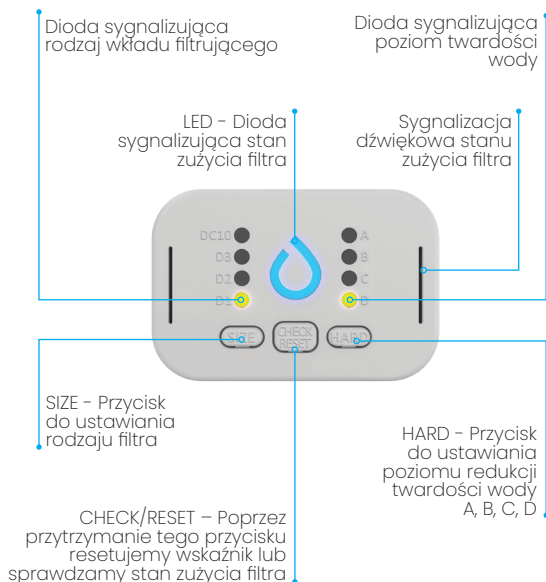 Dioda sygnalizująca
rodzaj wkładu filtrującego
Dioda sygnalizująca
poziom twardości
wody
LED - Dioda
sygnalizująca stan
zużycia filtra
Sygnalizacja
dźwiękowa stanu
zużycia filtra
DC10
A
D3
B
D2
C
D1
D
SIZE
CHECK
RESET
HARD
SIZE - Przycisk
do ustawiania
rodzaju filtra
HARD - Przycisk
do ustawiania
poziomu redukcji
twardości wody
A, B, C, D
CHECK/RESET – Poprzez
przytrzymanie tego przycisku
resetujemy wskaźnik lub
sprawdzamy stan zużycia filtra